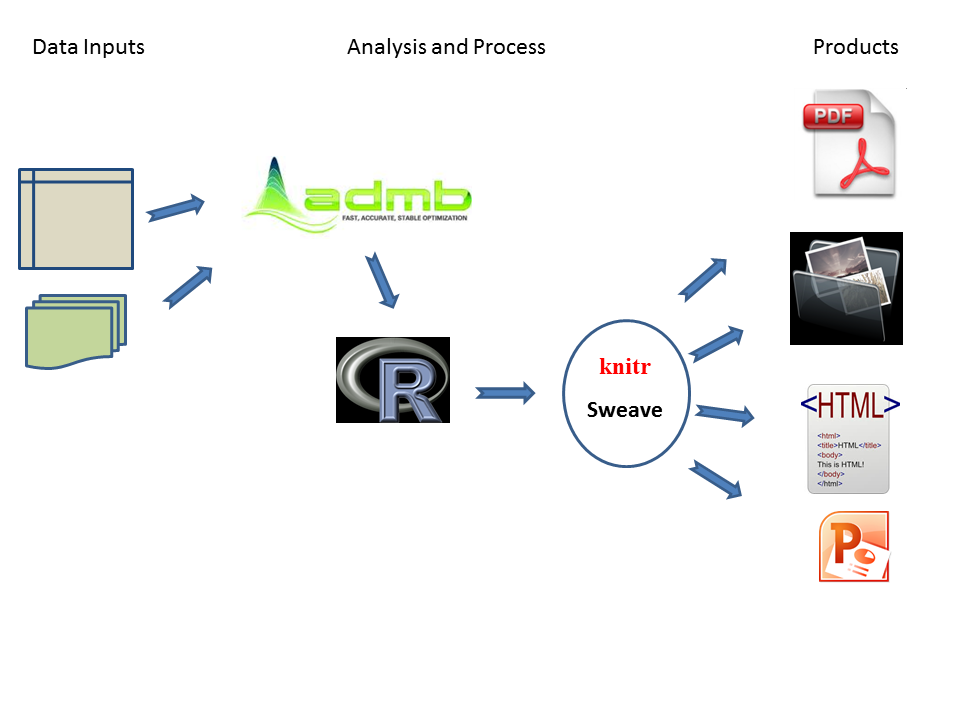 Data Inputs
Analysis and Process
Products
PDF
admb
FAST, ACCURATE, STABLE OPTIMIZATION
R
knitr
Sweave
<HTML>
<html>
<title>HTML</title>
<body>
This is HTML!
</body>
</html>
P